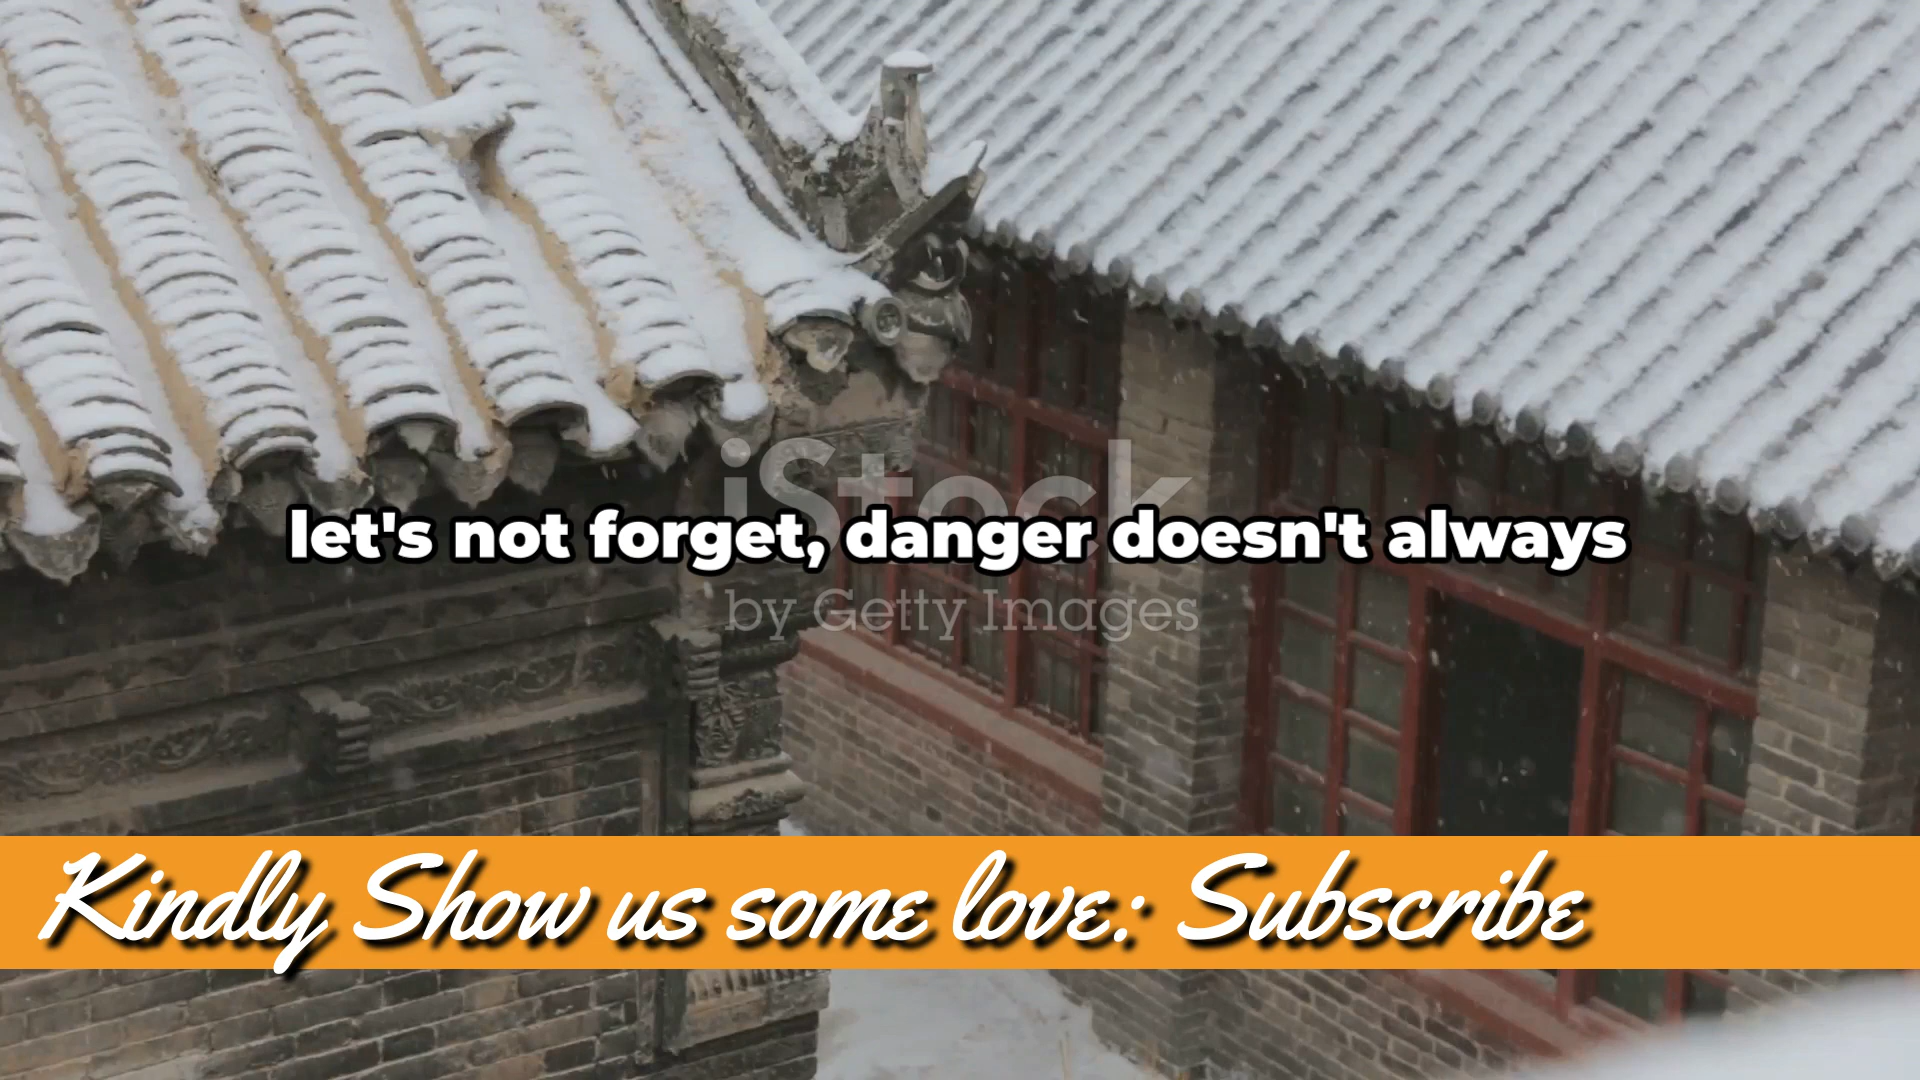 iStock
let's not forget, danger doesn't always
by Getty Images
Kindly Show us some love: Subscribe